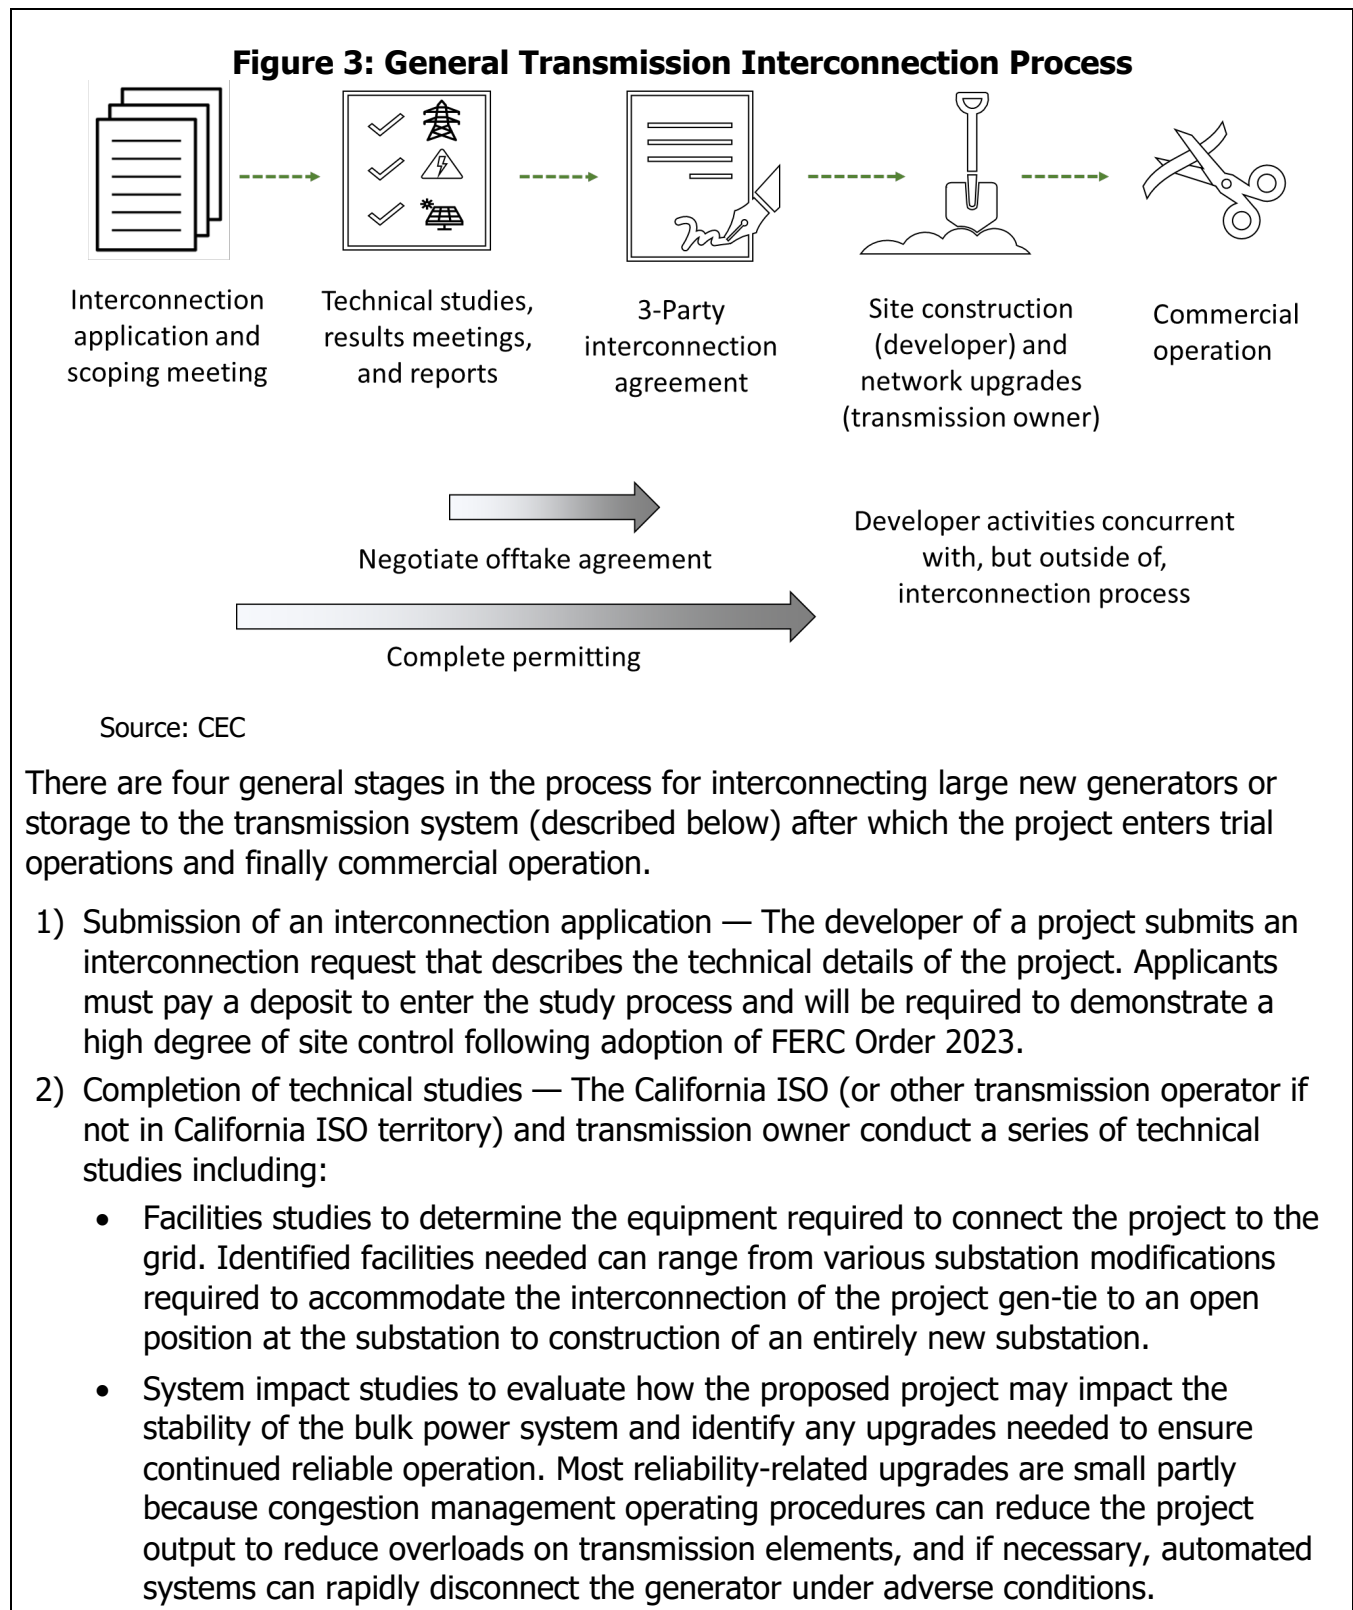 Figure 3: General Transmission Interconnection Process
Interconnection
application and
scoping meeting
Technical studies,
results meetings,
and reports
3-Party
interconnection
agreement
Site construction
(developer) and
network upgrades
(transmission owner)
Commercial
operation
Negotiate offtake agreement
Developer activities concurrent
with, but outside of,
interconnection process
Complete permitting
Source: CEC
There are four general stages in the process for interconnecting large new generators or
storage to the transmission system (described below) after which the project enters trial
operations and finally commercial operation.
1) Submission of an interconnection application — The developer of a project submits an
interconnection request that describes the technical details of the project. Applicants
must pay a deposit to enter the study process and will be required to demonstrate a
high degree of site control following adoption of FERC Order 2023.
2) Completion of technical studies — The California ISO (or other transmission operator if
not in California ISO territory) and transmission owner conduct a series of technical
studies including:
• Facilities studies to determine the equipment required to connect the project to the
grid. Identified facilities needed can range from various substation modifications
required to accommodate the interconnection of the project gen-tie to an open
position at the substation to construction of an entirely new substation.
• System impact studies to evaluate how the proposed project may impact the
stability of the bulk power system and identify any upgrades needed to ensure
continued reliable operation. Most reliability-related upgrades are small partly
because congestion management operating procedures can reduce the project
output to reduce overloads on transmission elements, and if necessary, automated
systems can rapidly disconnect the generator under adverse conditions.